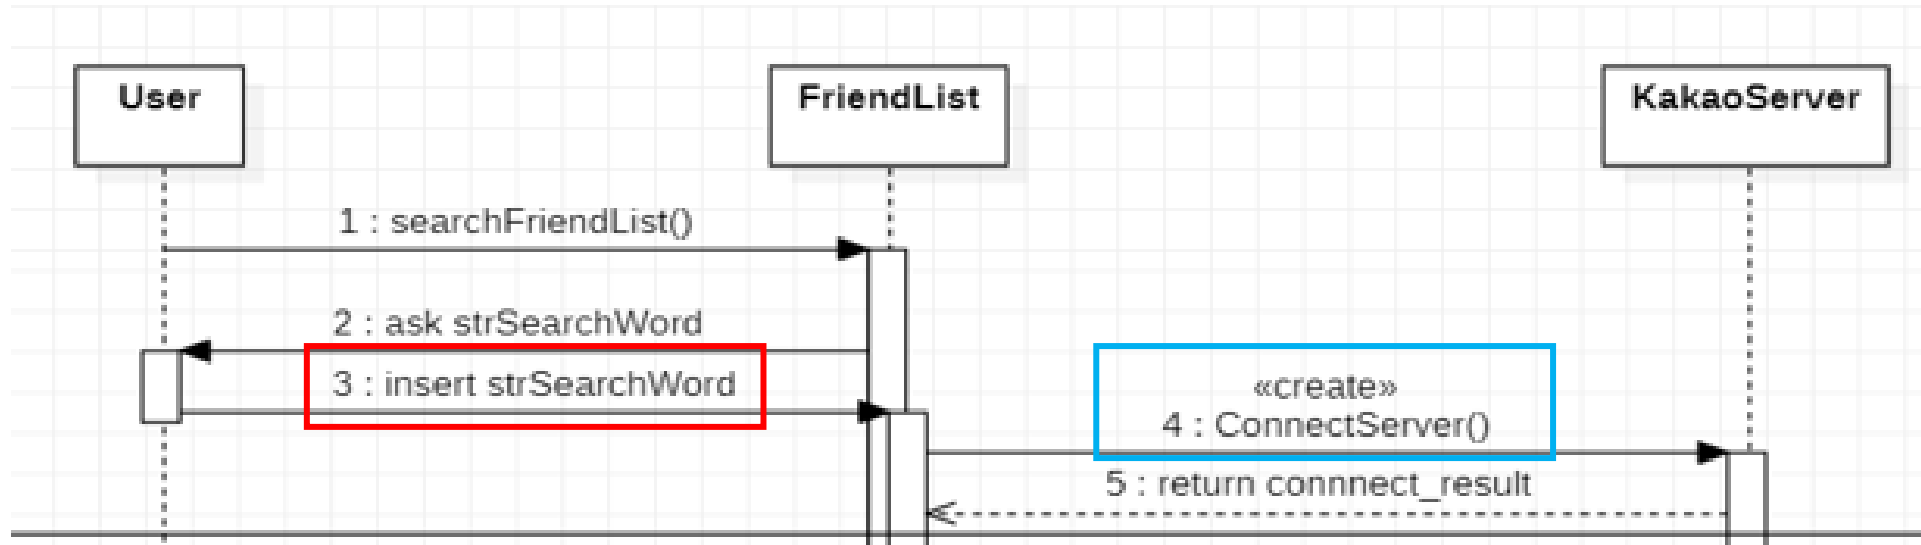 User
FriendList
KakaoServer
1 : searchFriendList()
2 : ask strSearchWord
3 : insert strSearchWord
«create»
4 : ConnectServer()
5 : return connnect_result